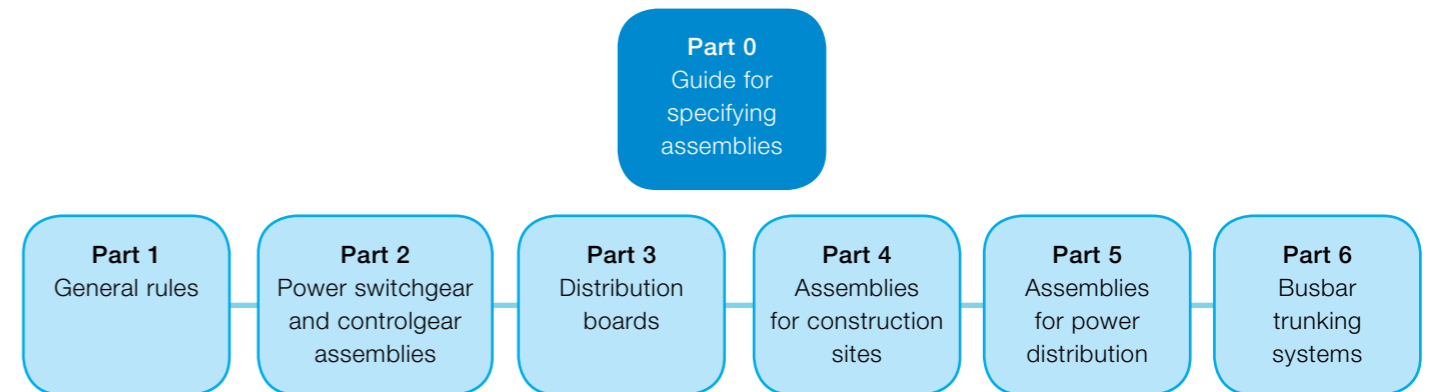 Part 0
Guide for
specifying
assemblies
Part 1
General rules
Part 2
Power switchgear
and controlgear
assemblies
Part 3
Distribution
boards
Part 4
Assemblies
for construction
sites
Part 5
Assemblies
for power
distribution
Part 6
Busbar
trunking
systems